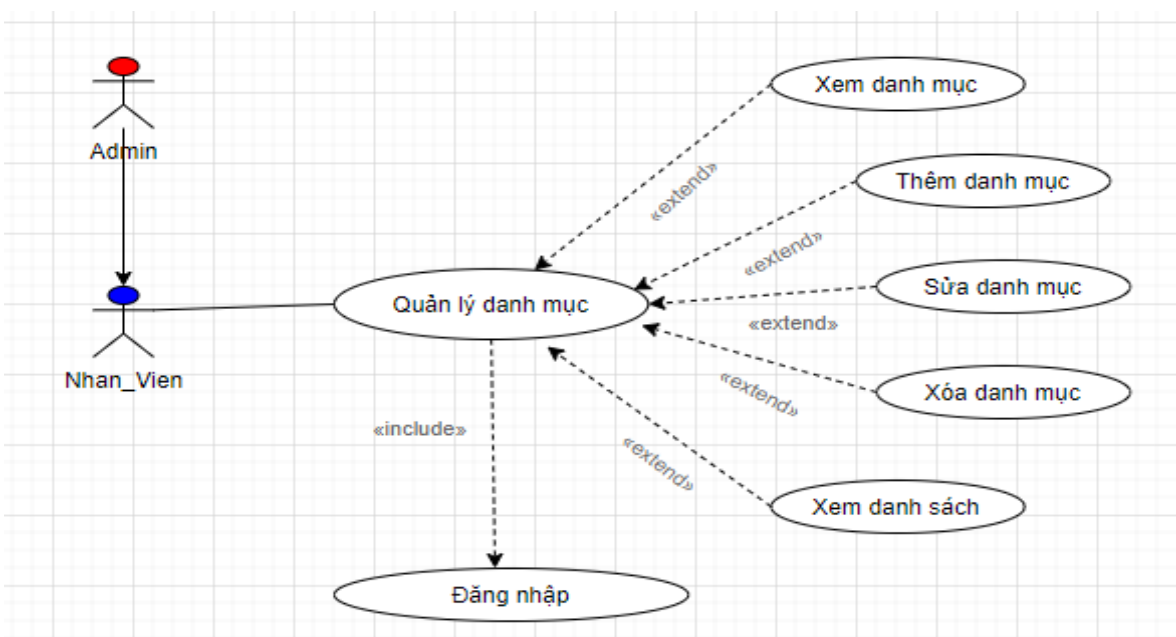 Admin
Nhan_Vien
Quản lý danh mục
Xem danh mục
«extend»
Thêm danh mục
«extend»
Sửa danh mục
«extend»
Xóa danh mục
«extend»
Xem danh sách
«extend»
«include»
Đăng nhập